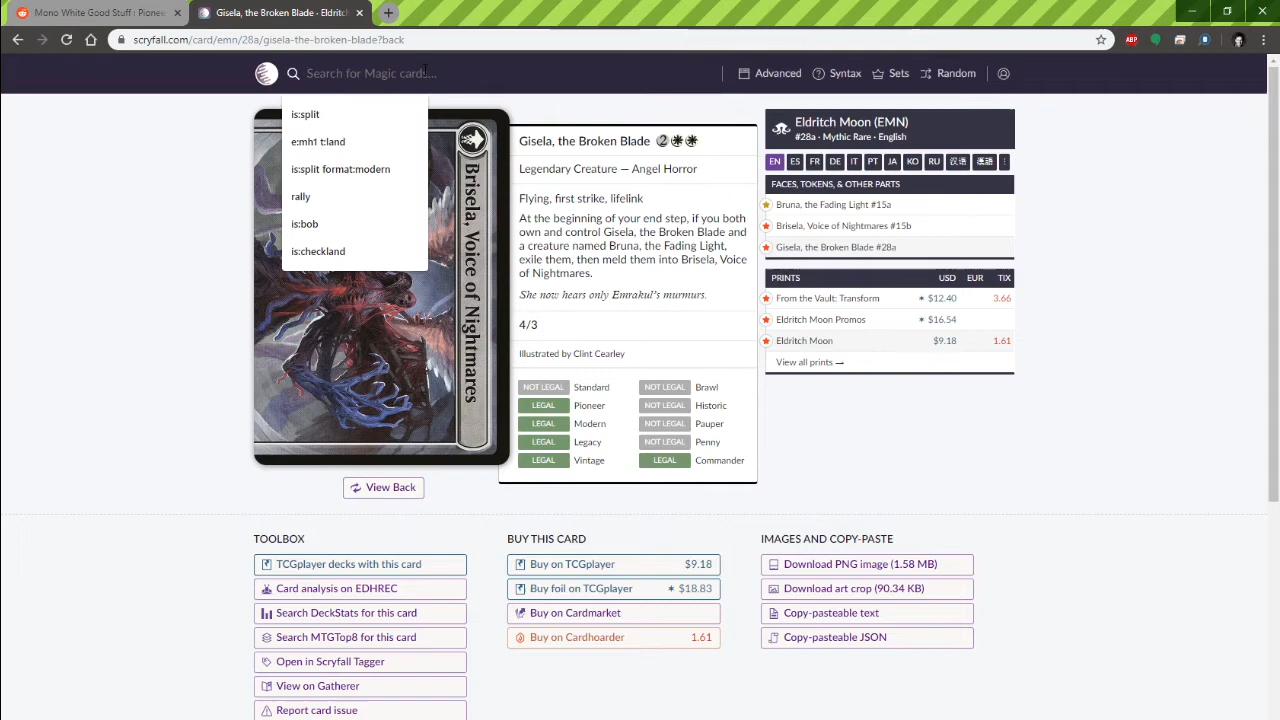 Mono White Good Stuff : Pioneer
Gisela, the Broken Blade · Eldritch
scryfall.com/card/emn/28a/gisela-the-broken-blade?back
ABP
Search for Magic cards...
Advanced
Syntax
Sets
Random
is:split
e:mh1 t:land
is:split format:modern
rally
is:bob
is:checkland
Brisela, Voice of Nightmares
View Back
Gisela, the Broken Blade 2
Legendary Creature — Angel Horror
Flying, first strike, lifelink
At the beginning of your end step, if you both
own and control Gisela, the Broken Blade and
a creature named Bruna, the Fading Light,
exile them, then meld them into Brisela, Voice
of Nightmares.
She now hears only Emrakul's murmurs.
4/3
Illustrated by Clint Cearley
NOT LEGAL Standard NOT LEGAL Brawl
LEGAL Pioneer NOT LEGAL Historic
LEGAL Modern NOT LEGAL Pauper
LEGAL Legacy NOT LEGAL Penny
LEGAL Vintage LEGAL Commander
Eldritch Moon (EMN)
#28a · Mythic Rare · English
EN ES FR DE IT PT JA KO RU 汉语 漢語
FACES, TOKENS, & OTHER PARTS
Bruna, the Fading Light #15a
Brisela, Voice of Nightmares #15b
Gisela, the Broken Blade #28a
PRINTS USD EUR TIX
From the Vault: Transform ✶ $12.40 3.66
Eldritch Moon Promos ✶ $16.54
Eldritch Moon $9.18 1.61
View all prints →
TOOLBOX
TCGplayer decks with this card
Card analysis on EDHREC
Search DeckStats for this card
Search MTGTop8 for this card
Open in Scryfall Tagger
View on Gatherer
Report card issue
BUY THIS CARD
Buy on TCGplayer $9.18
Buy foil on TCGplayer ✶ $18.83
Buy on Cardmarket
Buy on Cardhoarder 1.61
IMAGES AND COPY-PASTE
Download PNG image (1.58 MB)
Download art crop (90.34 KB)
Copy-pasteable text
Copy-pasteable JSON